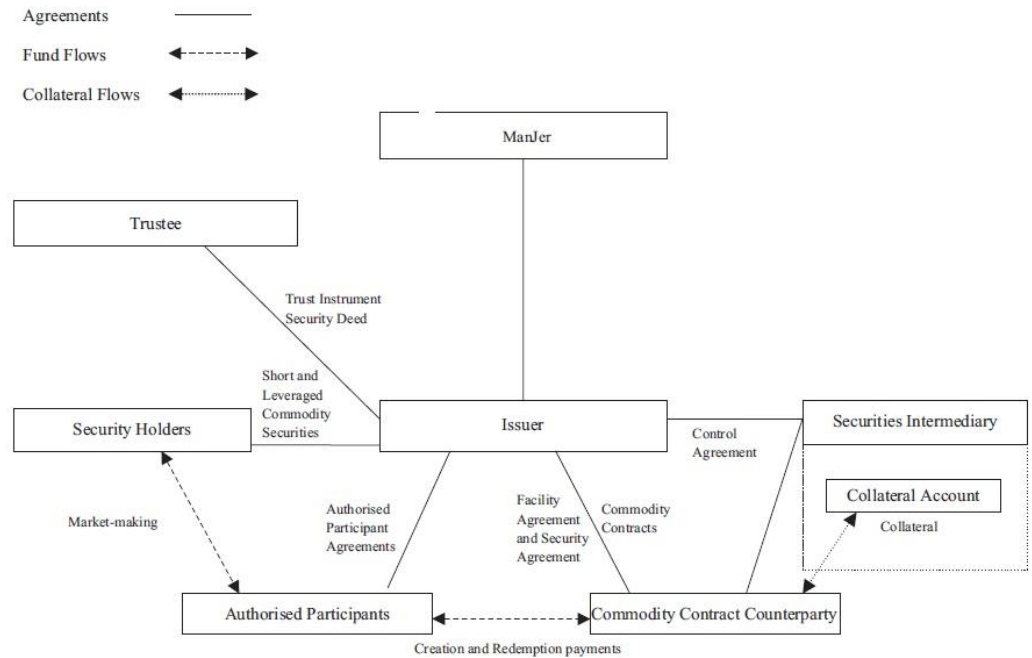 Agreements
Fund Flows
Collateral Flows
ManJer
Trustee
Trust Instrument
Security Deed
Short and
Leveraged
Commodity
Securities
Security Holders
Issuer
Control
Agreement
Securities Intermediary
Collateral Account
Collateral
Market-making
Authorised
Participant
Agreements
Facility
Agreement
and Security
Agreement
Commodity
Contracts
Authorised Participants
Commodity Contract Counterparty
Creation and Redemption payments